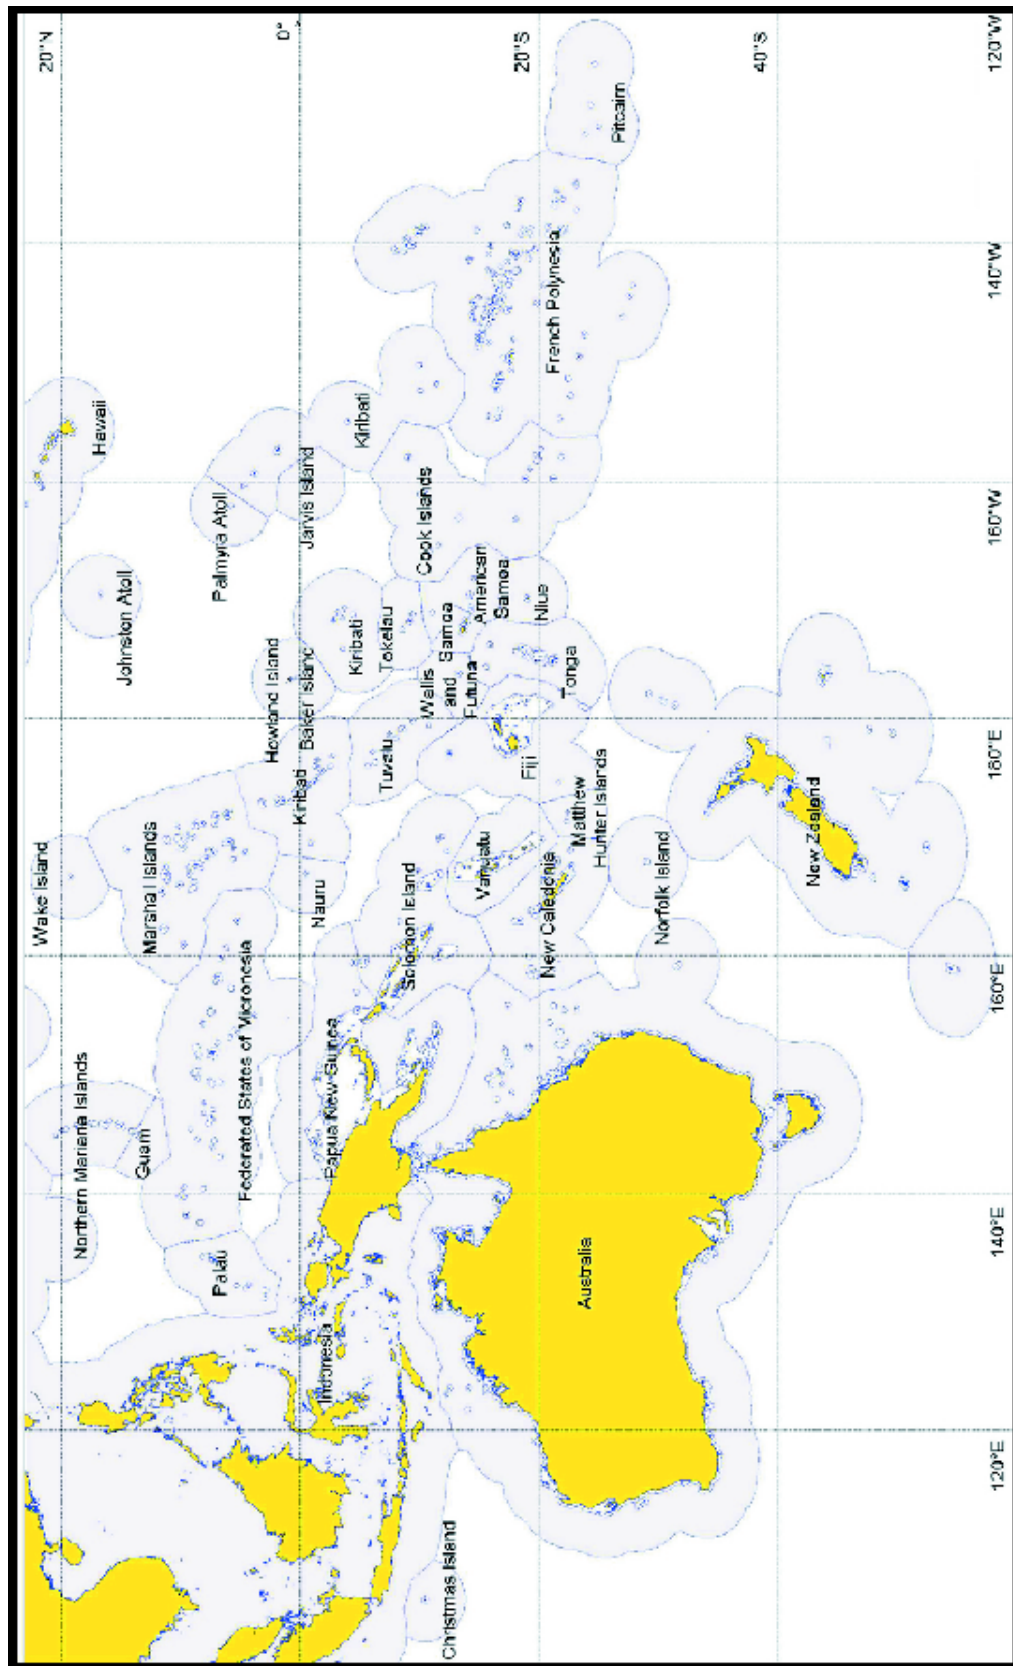 20°N
Wake Island
Hawaii
Northern Mariana Islands
Johnston Atoll
Guam
Marshall Islands
Palau
Federated States of Micronesia
Palmyra Atoll
0°
Howland Island
Baker Island
Kiribati
Jarvis Island
Nauru
Indonesia
Papua New Guinea
Kiribati
Kiribati
Tuvalu
Tokelau
Solomon Island
Cook Islands
Wallis
and
Futuna
Samoa
American
Samoa
Christmas Island
Vanuatu
Fiji
Niue
20°S
New Caledonia
Tonga
French Polynesia
Matthew
Hunter Islands
Pitcairn
Australia
Norfolk Island
40°S
New Zealand
120°E
140°E
160°E
180°E
160°W
140°W
120°W